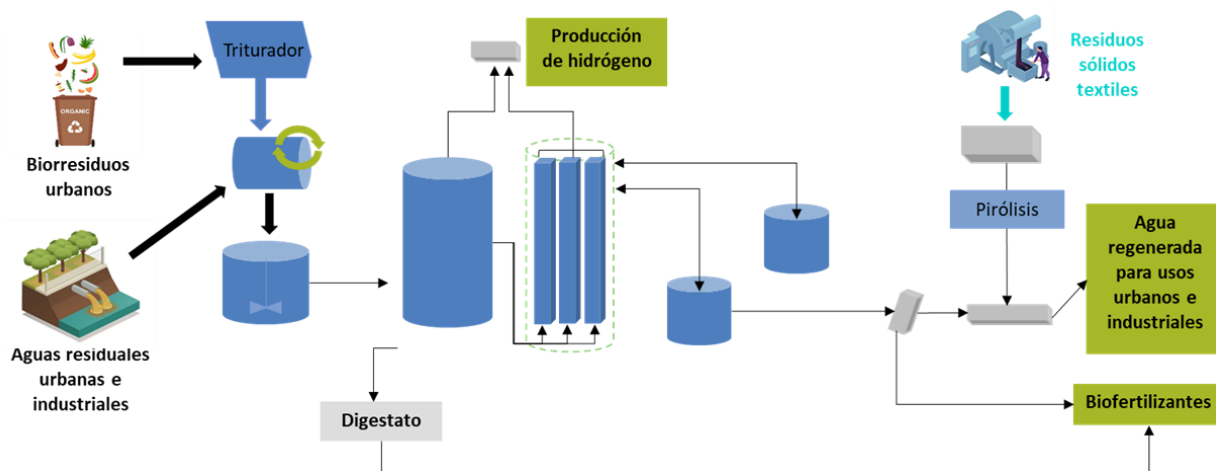 Triturador
Producción
de hidrógeno
Residuos
sólidos
textiles
ORGANIC
Biorresiduos
urbanos
Pirólisis
Agua
regenerada
para usos
urbanos e
industriales
Aguas residuales
urbanas e
industriales
Digestato
Biofertilizantes